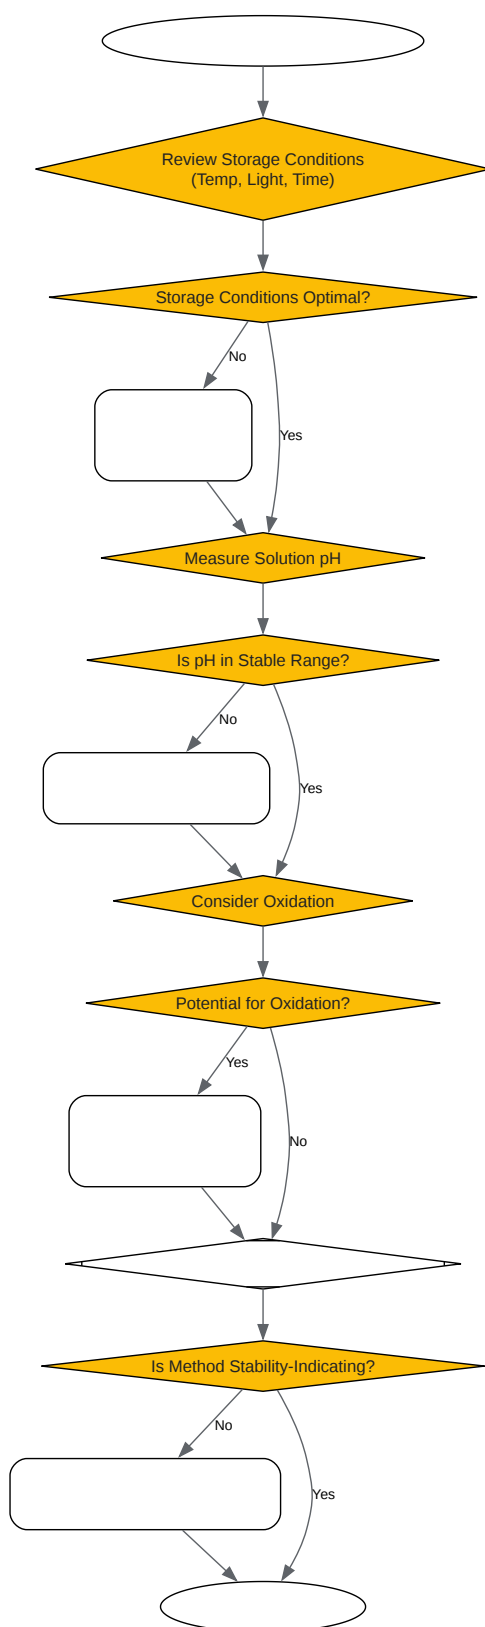 Review Storage Conditions
(Temp, Light, Time)
Storage Conditions Optimal?
No
Yes
Measure Solution pH
Is pH in Stable Range?
No
Yes
Consider Oxidation
Potential for Oxidation?
Yes
No
Is Method Stability-Indicating?
No
Yes